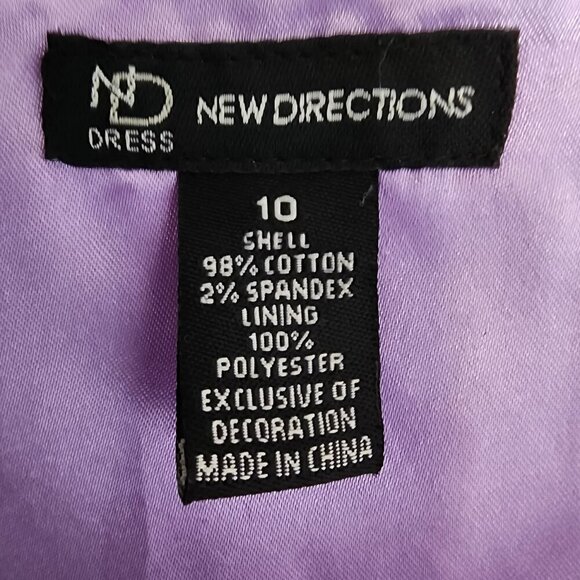 ND
DRESS
NEW DIRECTIONS
10
SHELL
98% COTTON
2% SPANDEX
LINING
100%
POLYESTER
EXCLUSIVE OF
DECORATION
MADE IN CHINA